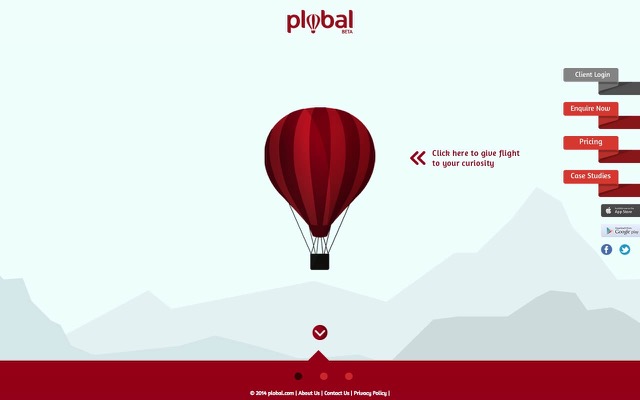 plobal
BETA
Client Login
Enquire Now
Click here to give flight
to your curiosity
Pricing
Case Studies
App Store
Google play
© 2014 plobal.com | About Us | Contact Us | Privacy Policy |